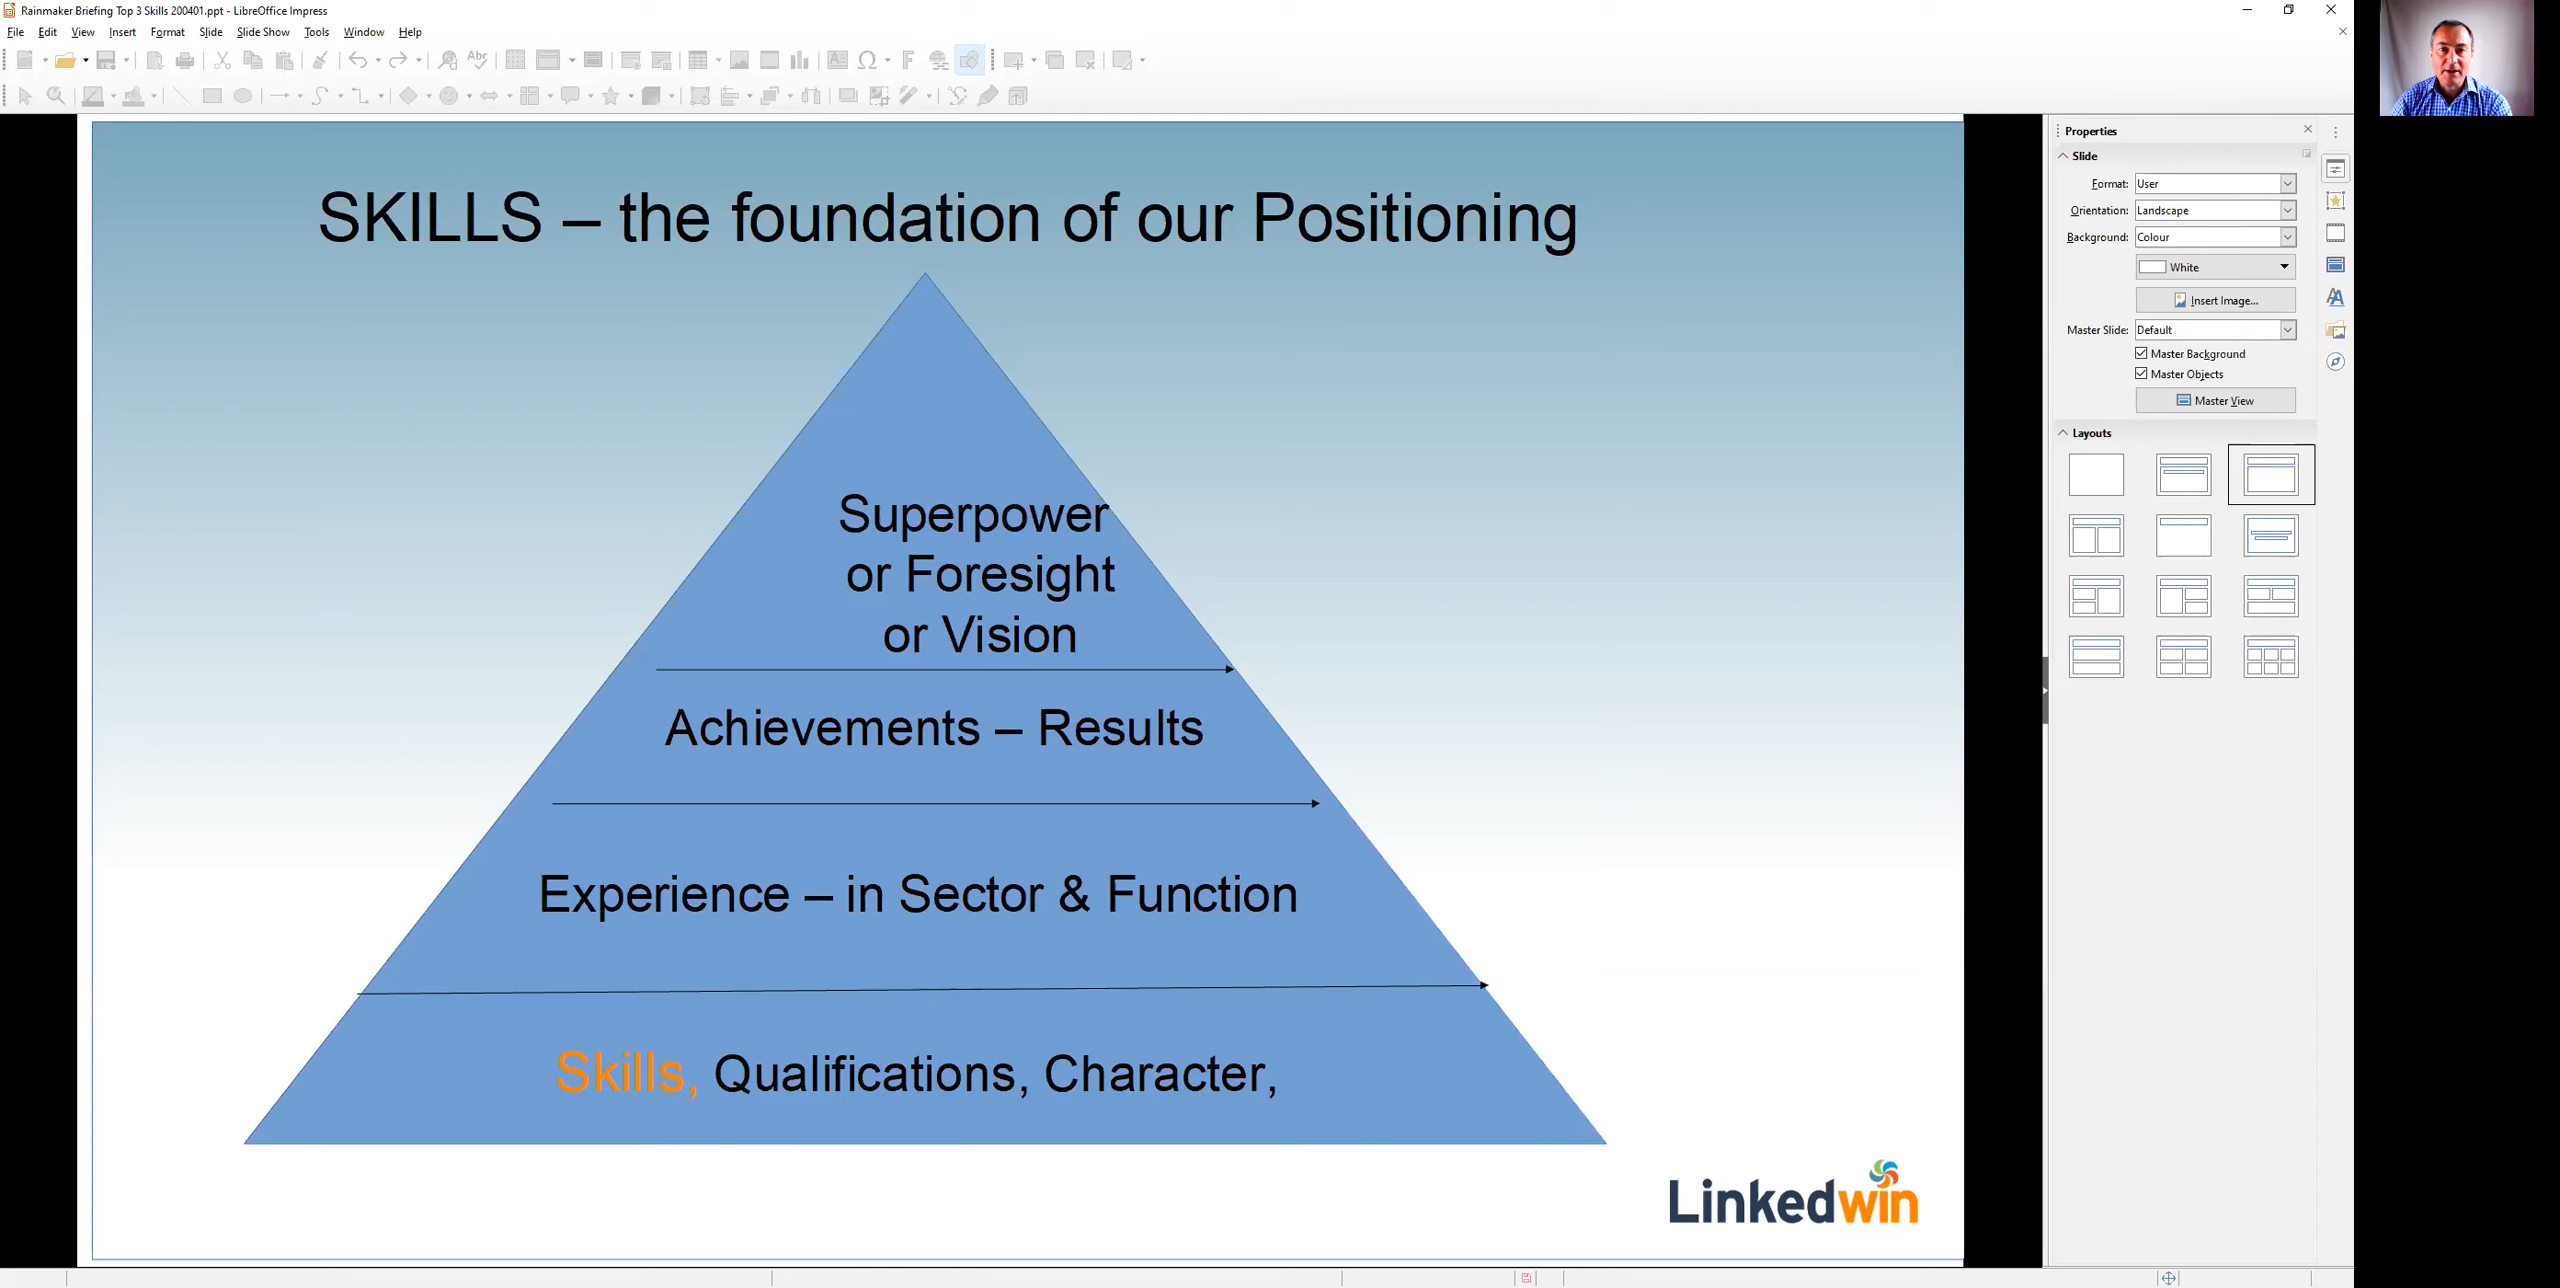 Rainmaker Briefing Top 3 Skills 200401.ppt - LibreOffice Impress
File Edit View Insert Format Slide Slide Show Tools Window Help
Abc
Properties
Slide
Format: User
Orientation: Landscape
Background: Colour
White
Insert Image...
Master Slide: Default
Master Background
Master Objects
Master View
Layouts
SKILLS – the foundation of our Positioning
Superpower
or Foresight
or Vision
Achievements – Results
Experience – in Sector & Function
Skills, Qualifications, Character,
Linkedwin